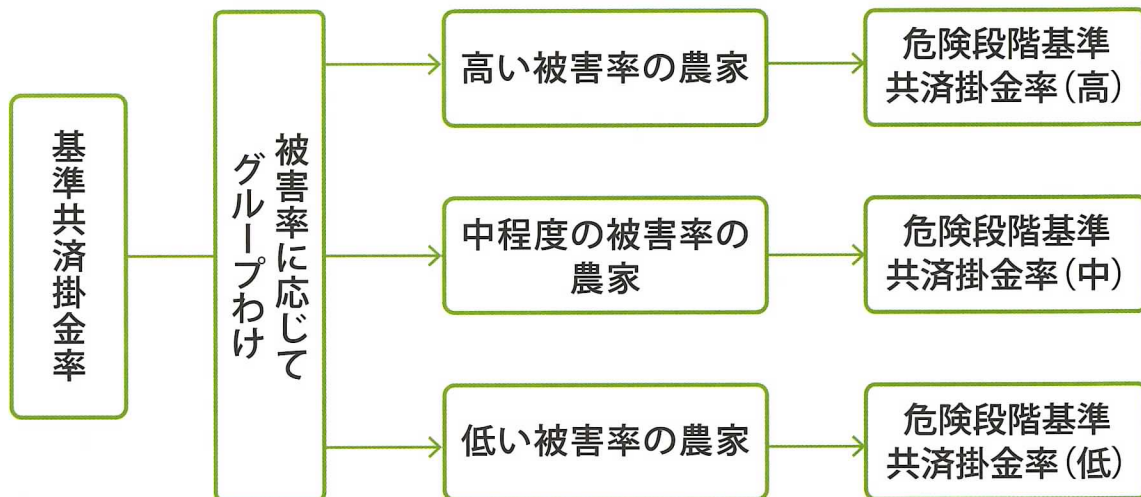 基準共済掛金率
被害率に応じて
グループわけ
高い被害率の農家
危険段階基準
共済掛金率(高)
中程度の被害率の
農家
危険段階基準
共済掛金率(中)
低い被害率の農家
危険段階基準
共済掛金率(低)